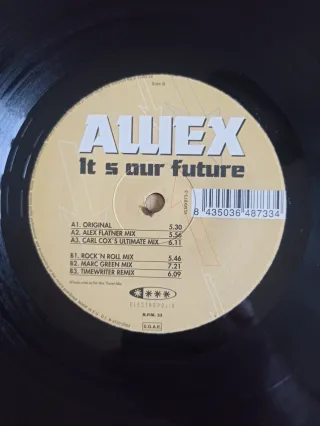 Side B
AWEX
It s our future
8 435036 487334
A1. ORIGINAL 5.30
A2. ALEX FLATNER MIX 5.56
A3. CARL COX´S ULTIMATE MIX 6.11
B1. ROCK´N ROLL MIX 5.46
B2. MARC GREEN MIX 7.21
B3. TIMEWRITER REMIX 6.09
ELECTROPOLIS
R.P.M. 33
S.G.A.E.